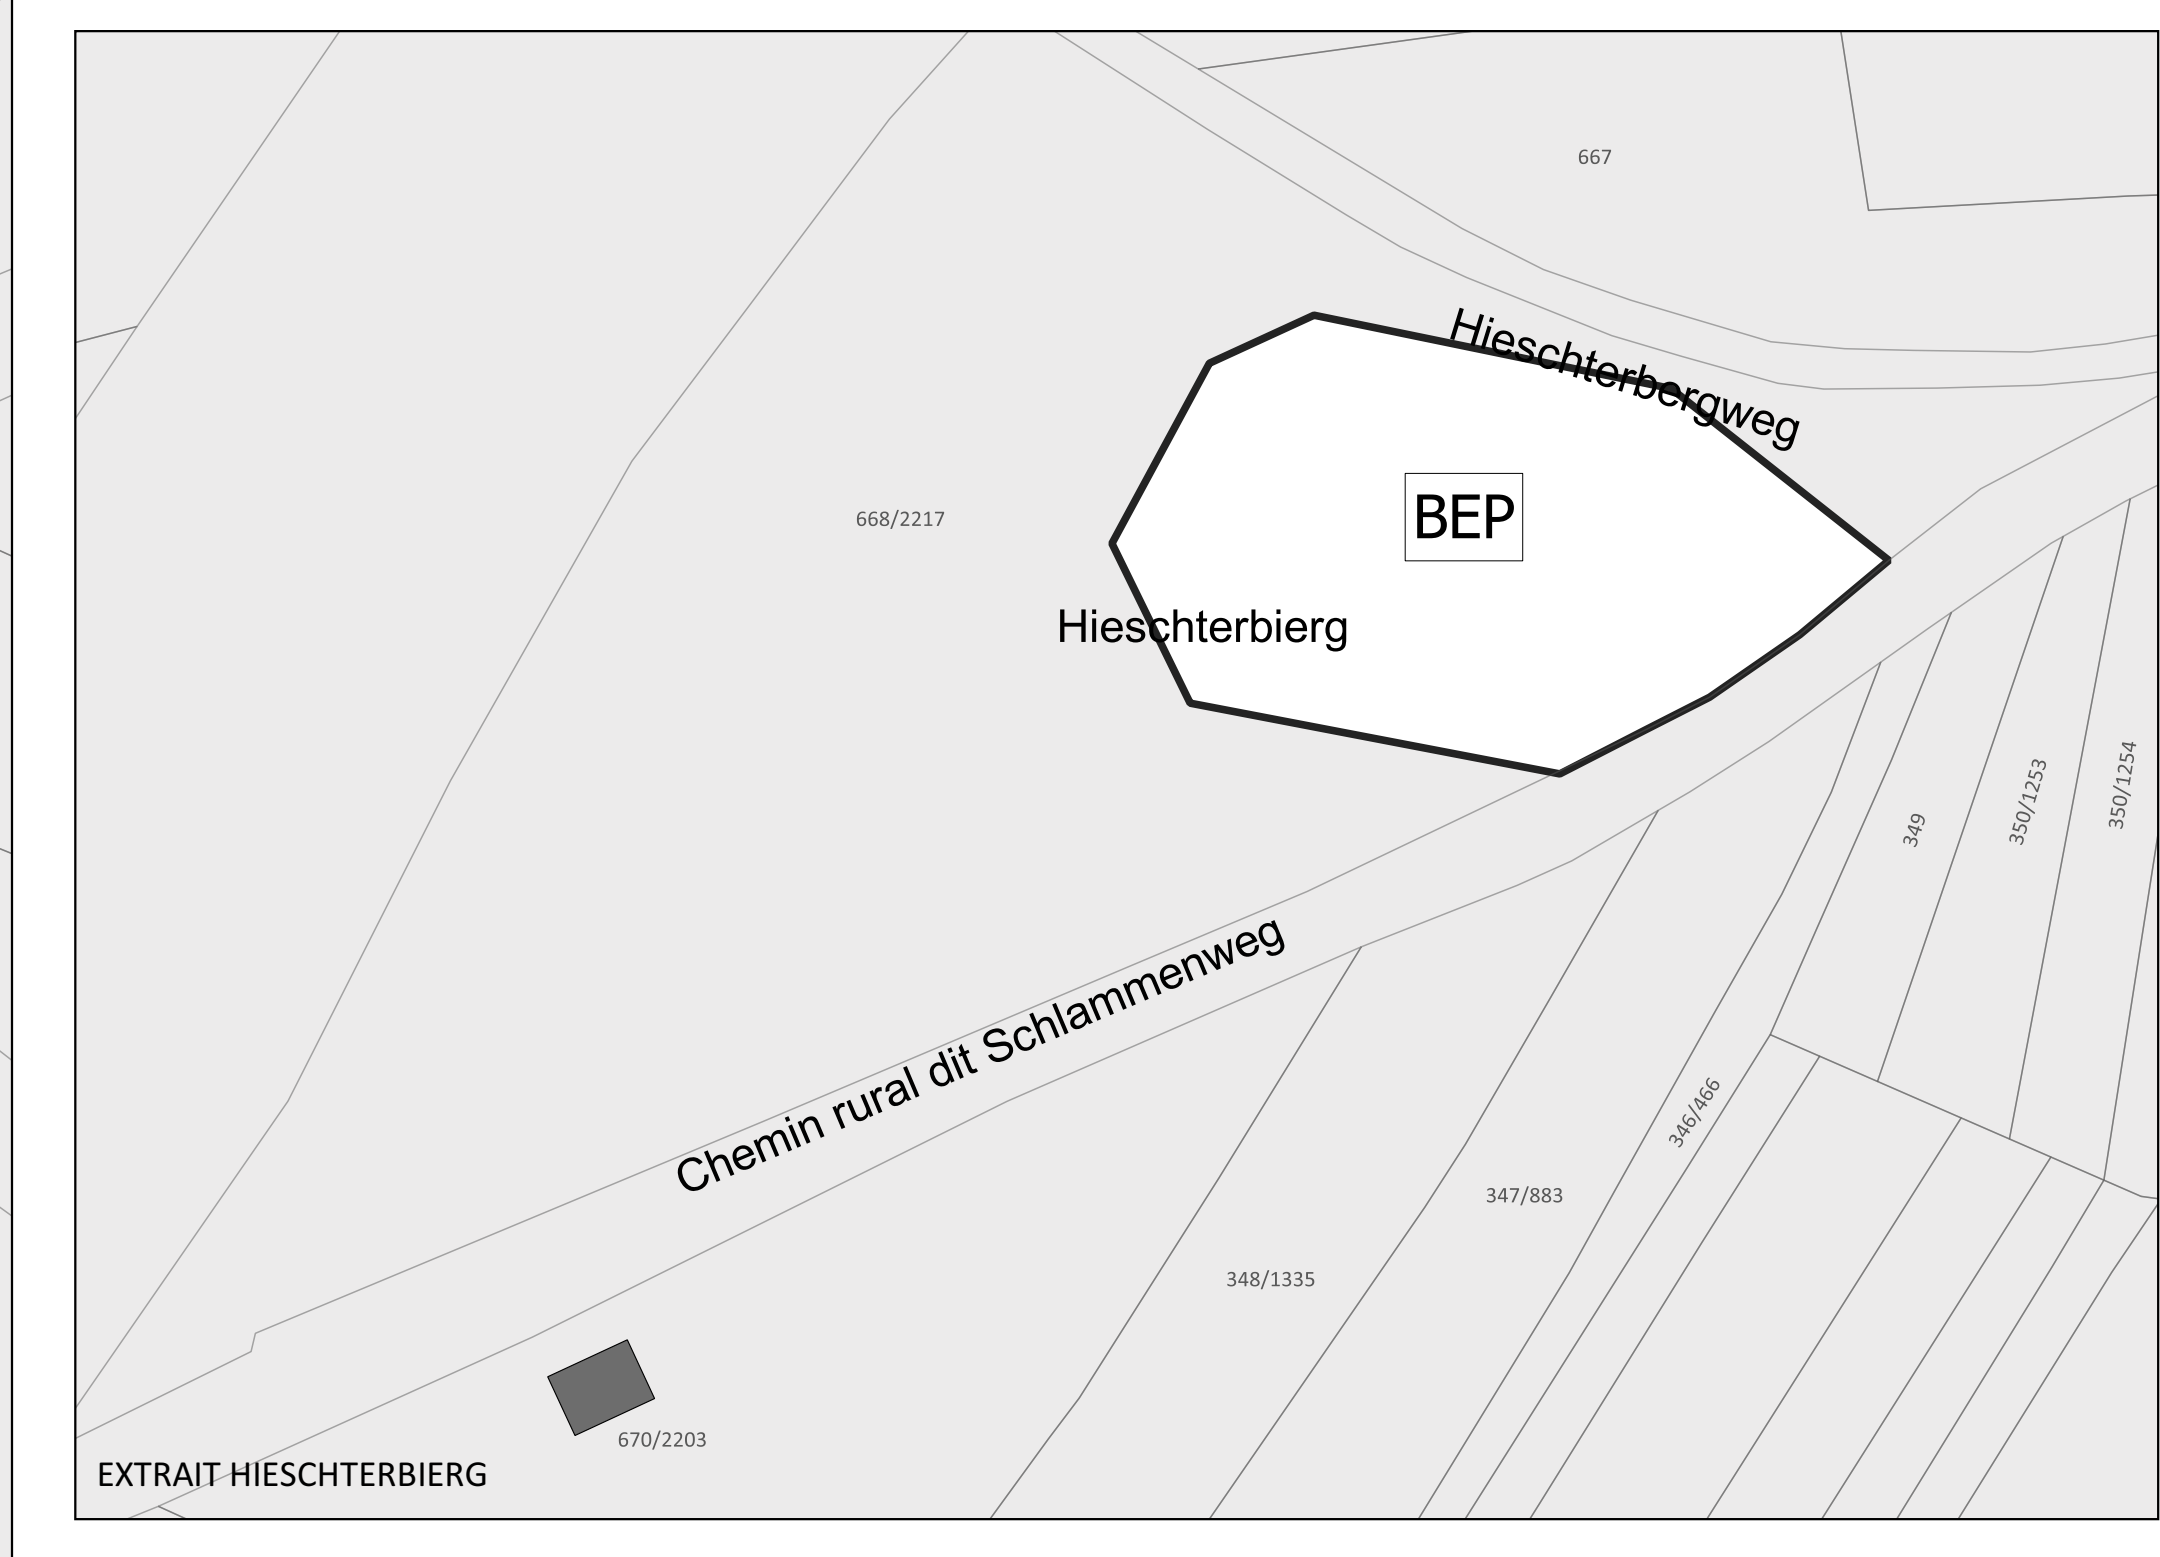 667
Hieschterbergweg
668/2217
BEP
Hieschterbierg
350/1254
350/1253
349
Chemin rural dit Schlammenweg
346/466
347/883
348/1335
670/2203
EXTRAIT HIESCHTERBIERG